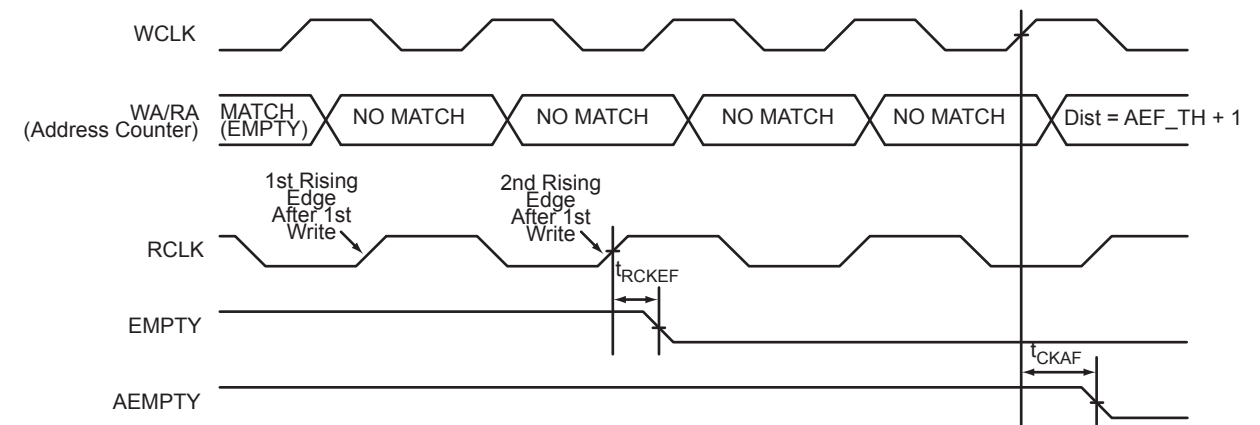 WCLK
WA/RA
(Address Counter)
MATCH
(EMPTY)
NO MATCH
NO MATCH
NO MATCH
NO MATCH
Dist = AEF_TH + 1
1st Rising
Edge
After 1st
Write
2nd Rising
Edge
After 1st
Write
RCLK
tRCKEF
EMPTY
tCKAF
AEMPTY